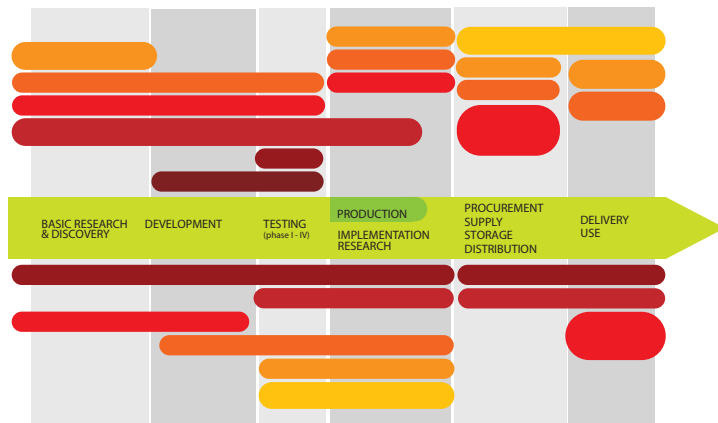 BASIC RESEARCH
& DISCOVERY
DEVELOPMENT
TESTING
(phase I - IV)
PRODUCTION
IMPLEMENTATION
RESEARCH
PROCUREMENT
SUPPLY
STORAGE
DISTRIBUTION
DELIVERY
USE